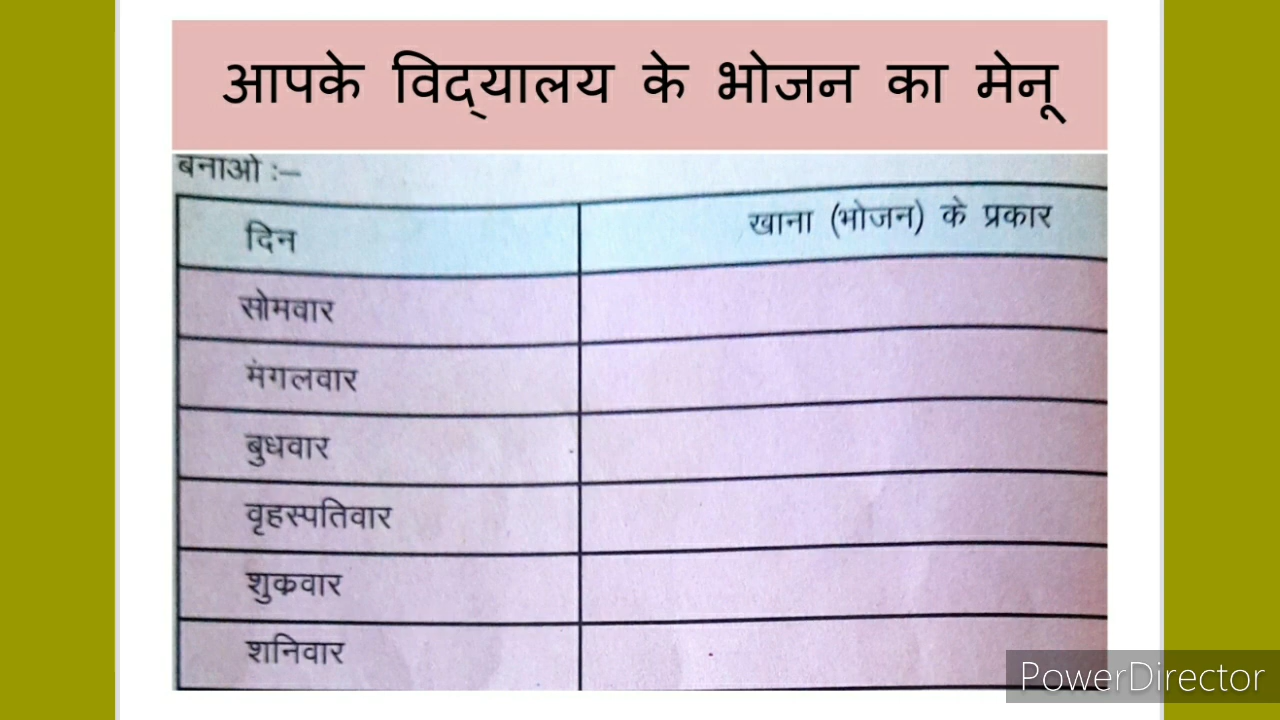 आपके विद्यालय के भोजन का मेनू
बनाओ :—
दिन खाना (भोजन) के प्रकार
सोमवार
मंगलवार
बुधवार
वृहस्पतिवार
शुक्रवार
शनिवार
PowerDirector